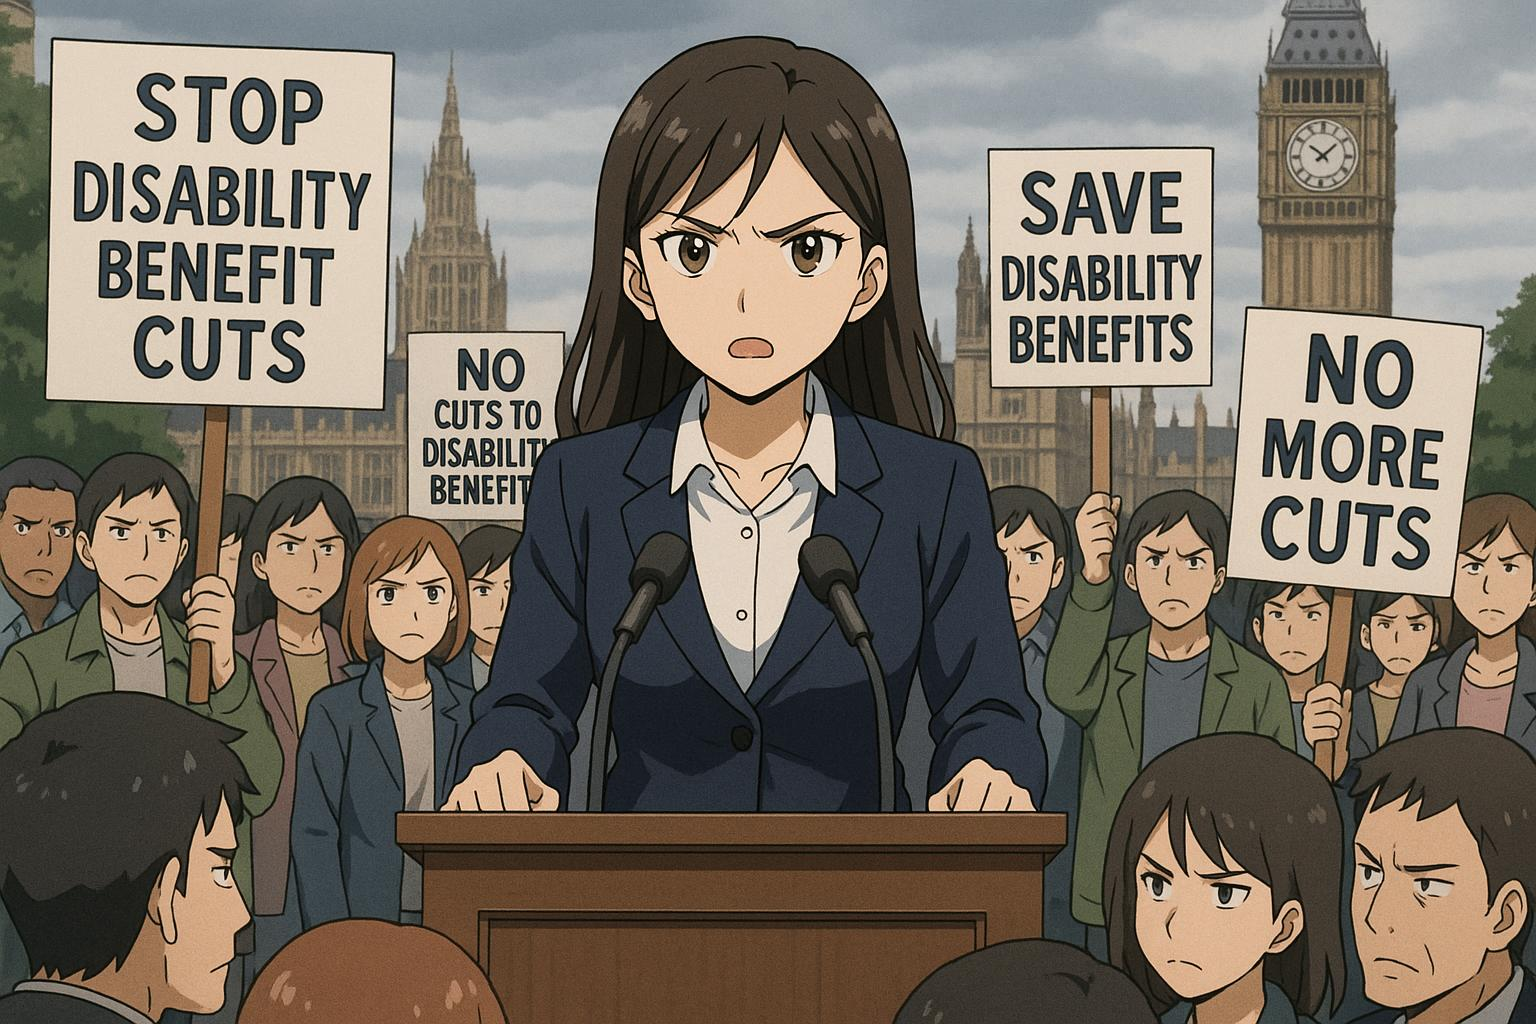 STOP
DISABILITY
BENEFIT
CUTS
NO
CUTS TO
DISABILITY
BENEFIT
SAVE
DISABILITY
BENEFITS
NO
MORE
CUTS